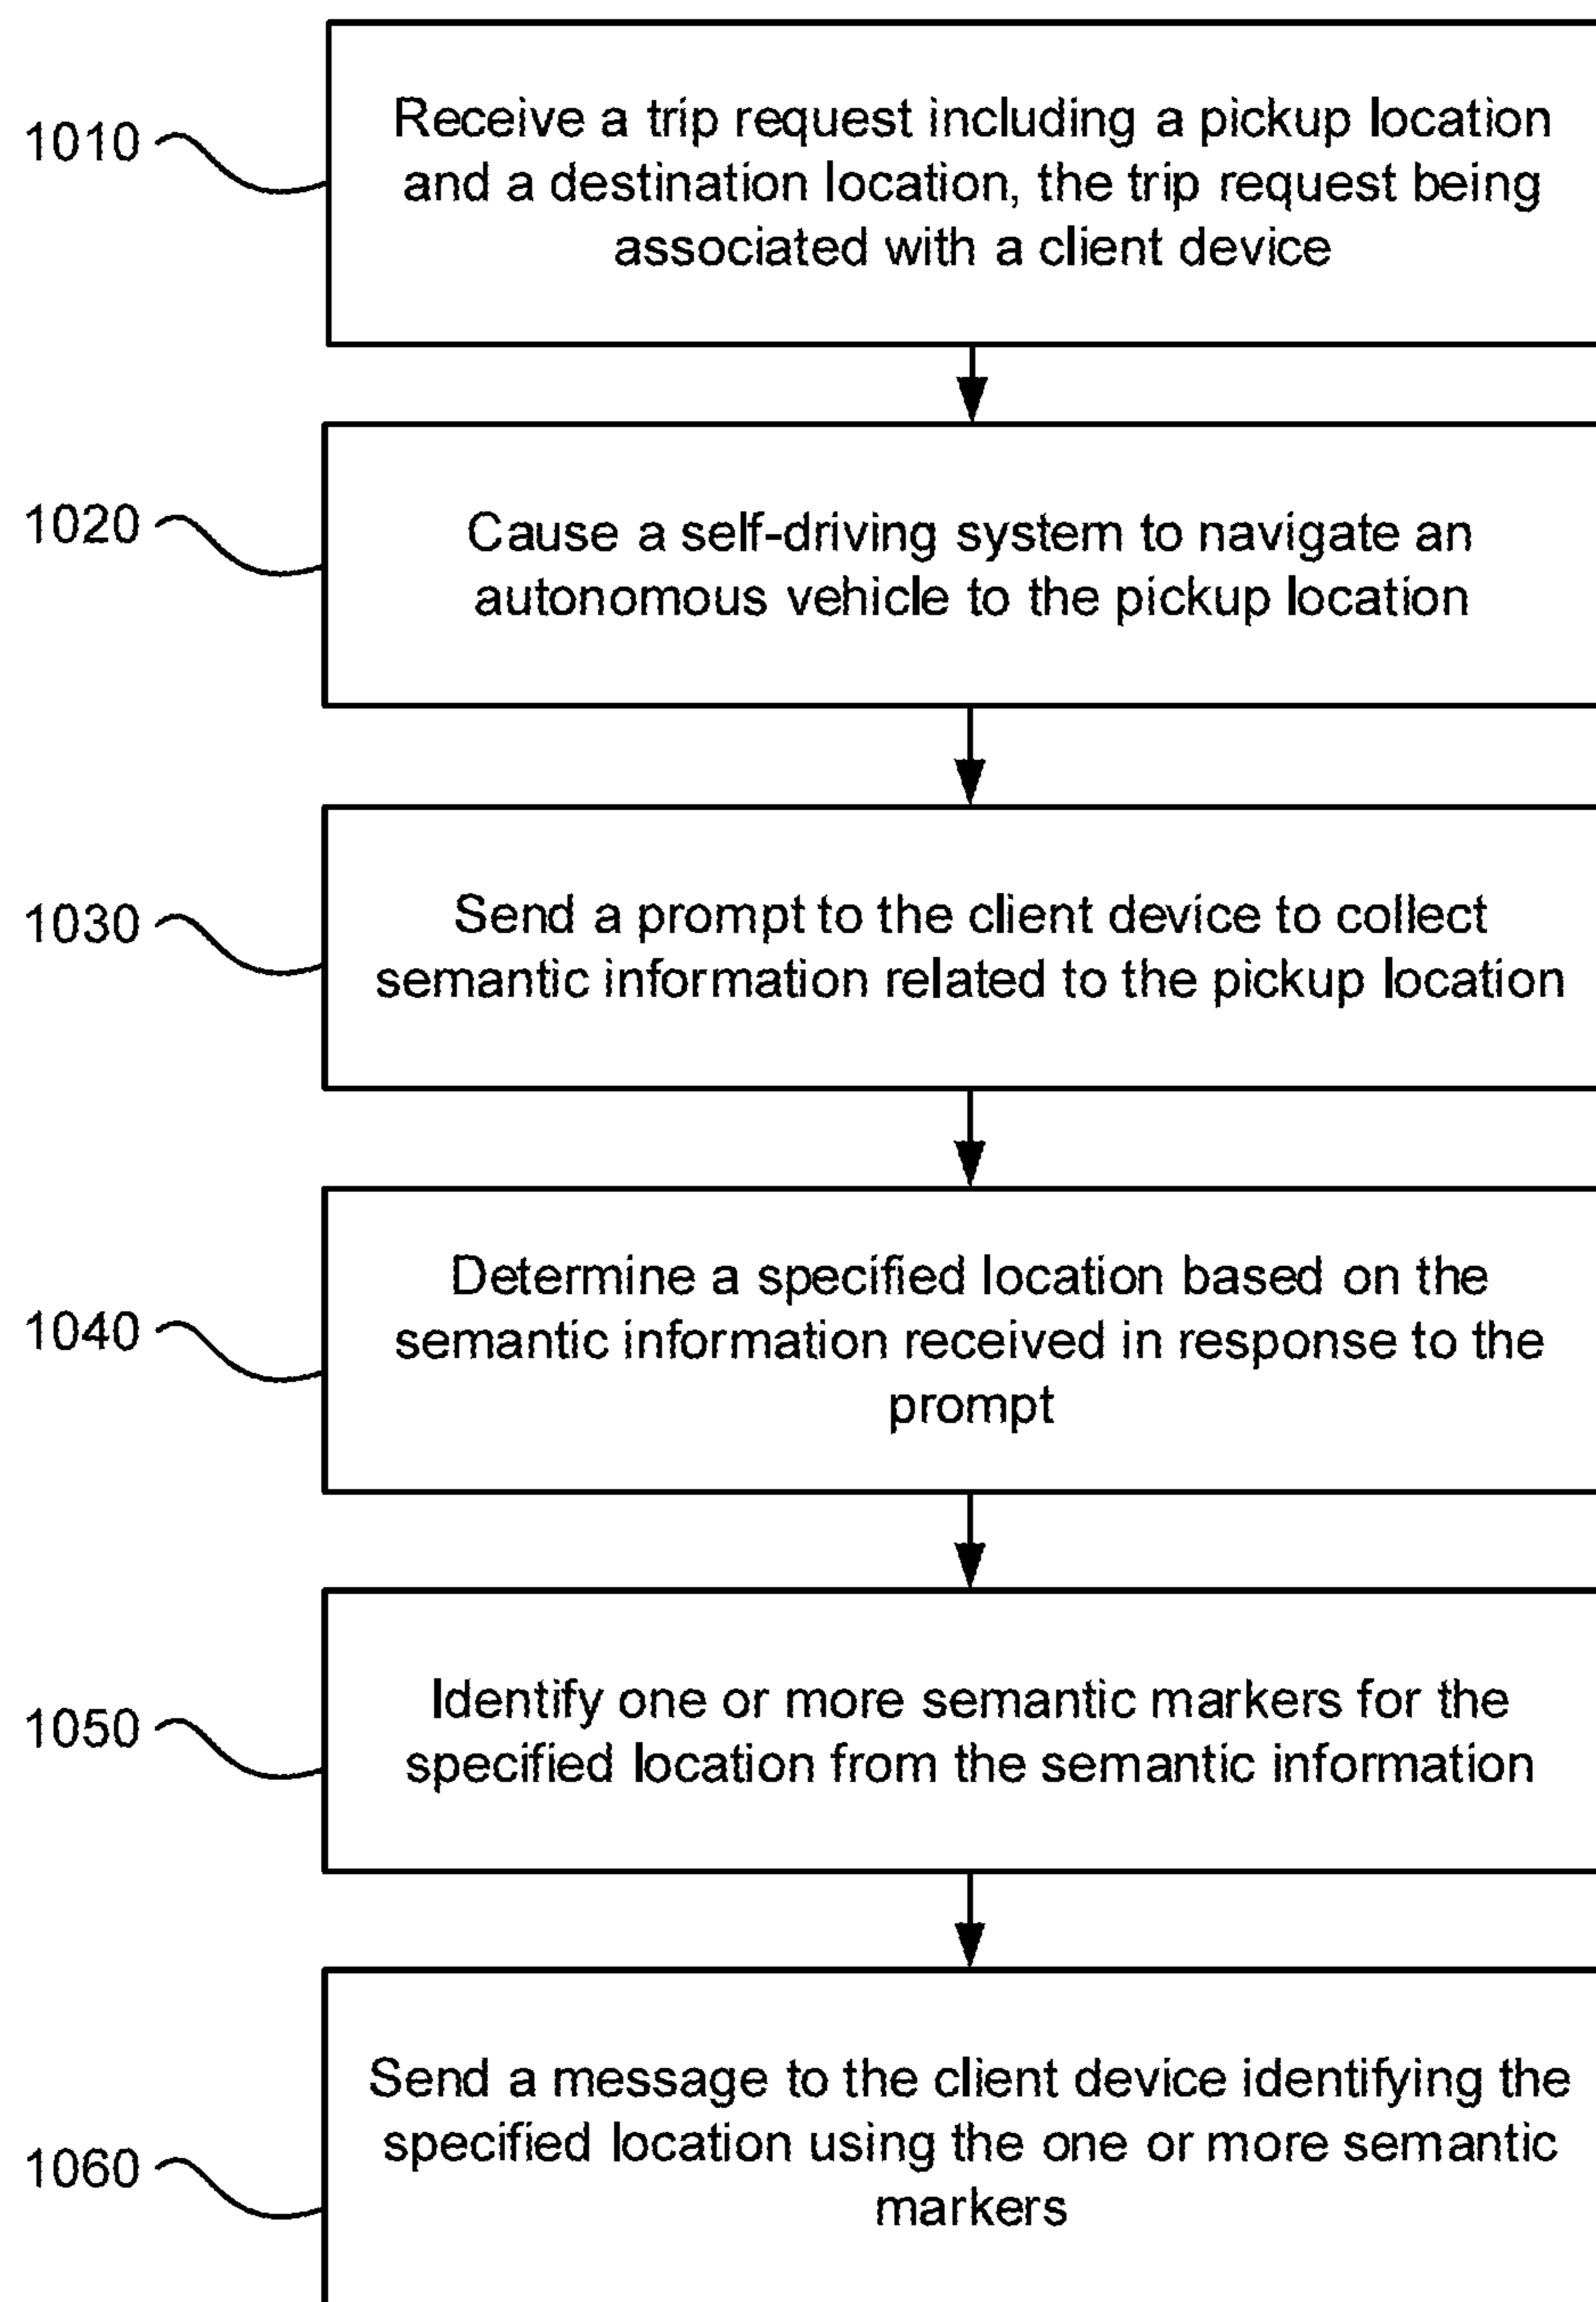 1010
Receive a trip request including a pickup location
and a destination location, the trip request being
associated with a client device
1020
Cause a self-driving system to navigate an
autonomous vehicle to the pickup location
1030
Send a prompt to the client device to collect
semantic information related to the pickup location
1040
Determine a specified location based on the
semantic information received in response to the
prompt
1050
Identify one or more semantic markers for the
specified location from the semantic information
1060
Send a message to the client device identifying the
specified location using the one or more semantic
markers